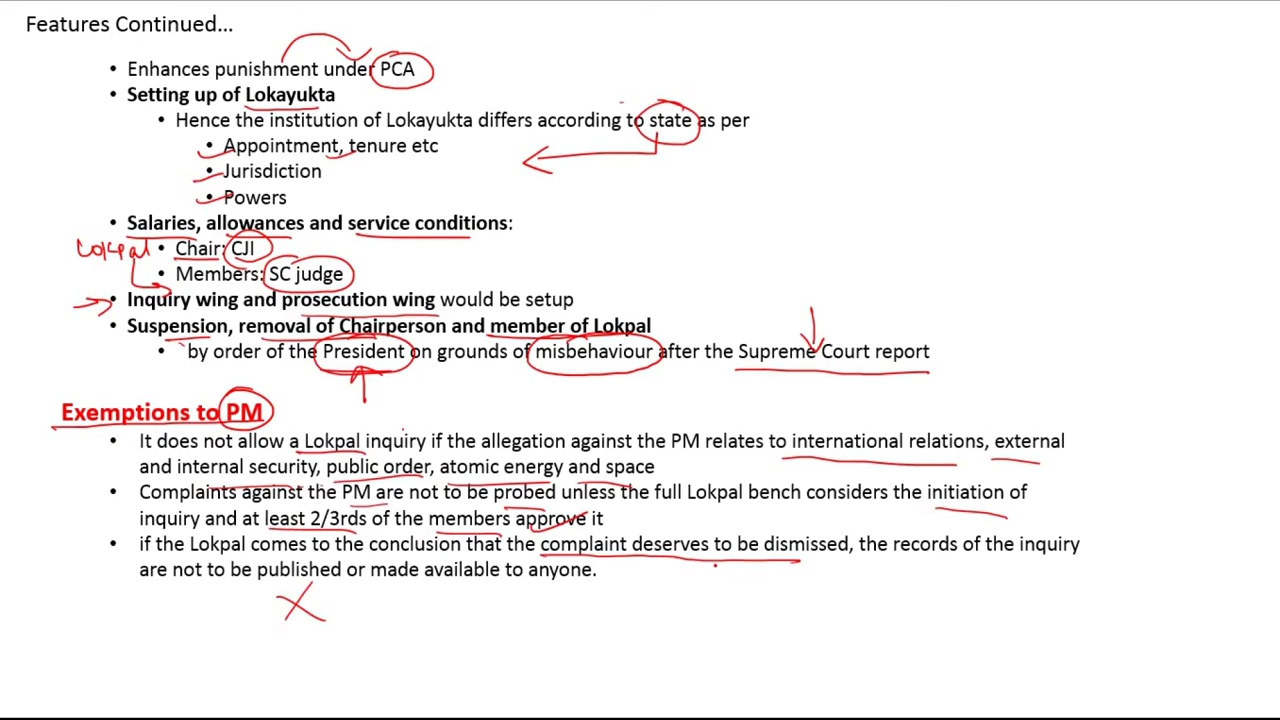 Features Continued...
• Enhances punishment under PCA
• Setting up of Lokayukta
• Hence the institution of Lokayukta differs according to state as per
• Appointment, tenure etc
• Jurisdiction
• Powers
• Salaries, allowances and service conditions:
Lokpal • Chair: CJI
• Members: SC judge
• Inquiry wing and prosecution wing would be setup
• Suspension, removal of Chairperson and member of Lokpal
• by order of the President on grounds of misbehaviour after the Supreme Court report
Exemptions to PM
• It does not allow a Lokpal inquiry if the allegation against the PM relates to international relations, external
and internal security, public order, atomic energy and space
• Complaints against the PM are not to be probed unless the full Lokpal bench considers the initiation of
inquiry and at least 2/3rds of the members approve it
• if the Lokpal comes to the conclusion that the complaint deserves to be dismissed, the records of the inquiry
are not to be published or made available to anyone.